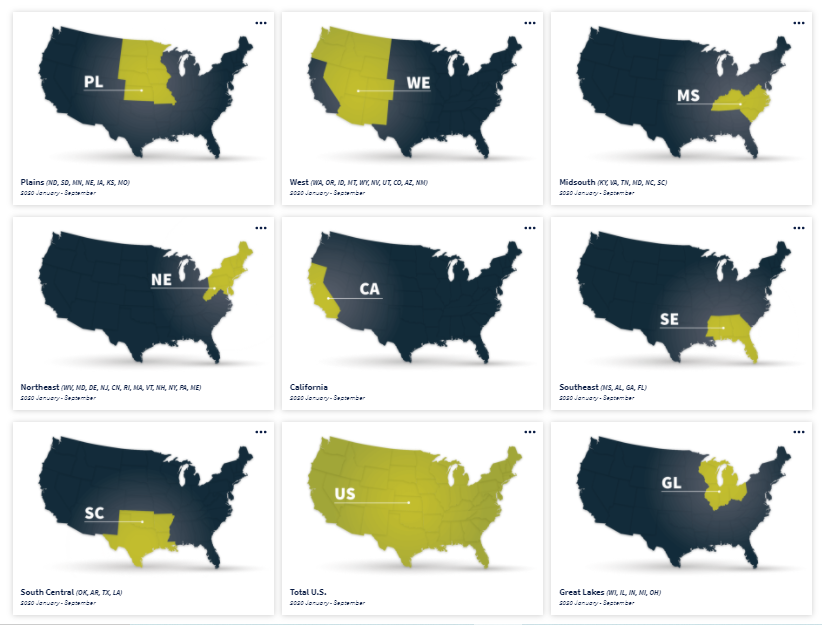 PL
Plains (ND, SD, MN, NE, IA, KS, MO)
2020 January - September
WE
West (WA, OR, ID, MT, WY, NV, UT, CO, AZ, NM)
2020 January - September
MS
Midsouth (KY, VA, TN, MD, NC, SC)
2020 January - September
NE
Northeast (WV, MD, DE, NJ, CN, RI, MA, VT, NH, NY, PA, ME)
2020 January - September
CA
California
2020 January - September
SE
Southeast (MS, AL, GA, FL)
2020 January - September
SC
South Central (OK, AR, TX, LA)
2020 January - September
US
Total U.S.
2020 January - September
GL
Great Lakes (WI, IL, IN, MI, OH)
2020 January - September